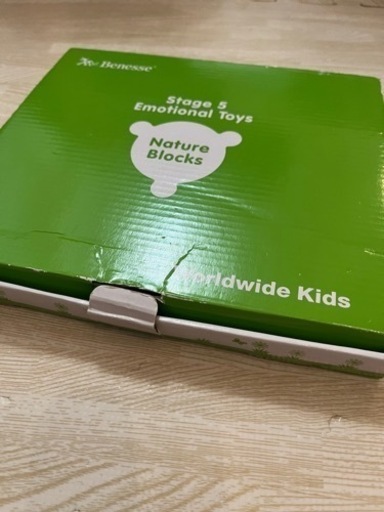 Benesse
Stage 5
Emotional Toys
Nature
Blocks
Worldwide Kids